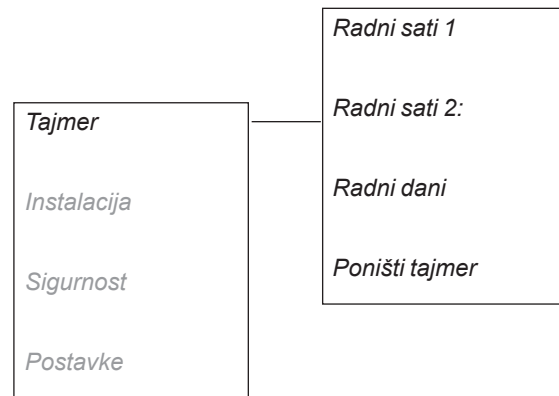 Tajmer
Instalacija
Sigurnost
Postavke
Radni sati 1
Radni sati 2:
Radni dani
Poništi tajmer